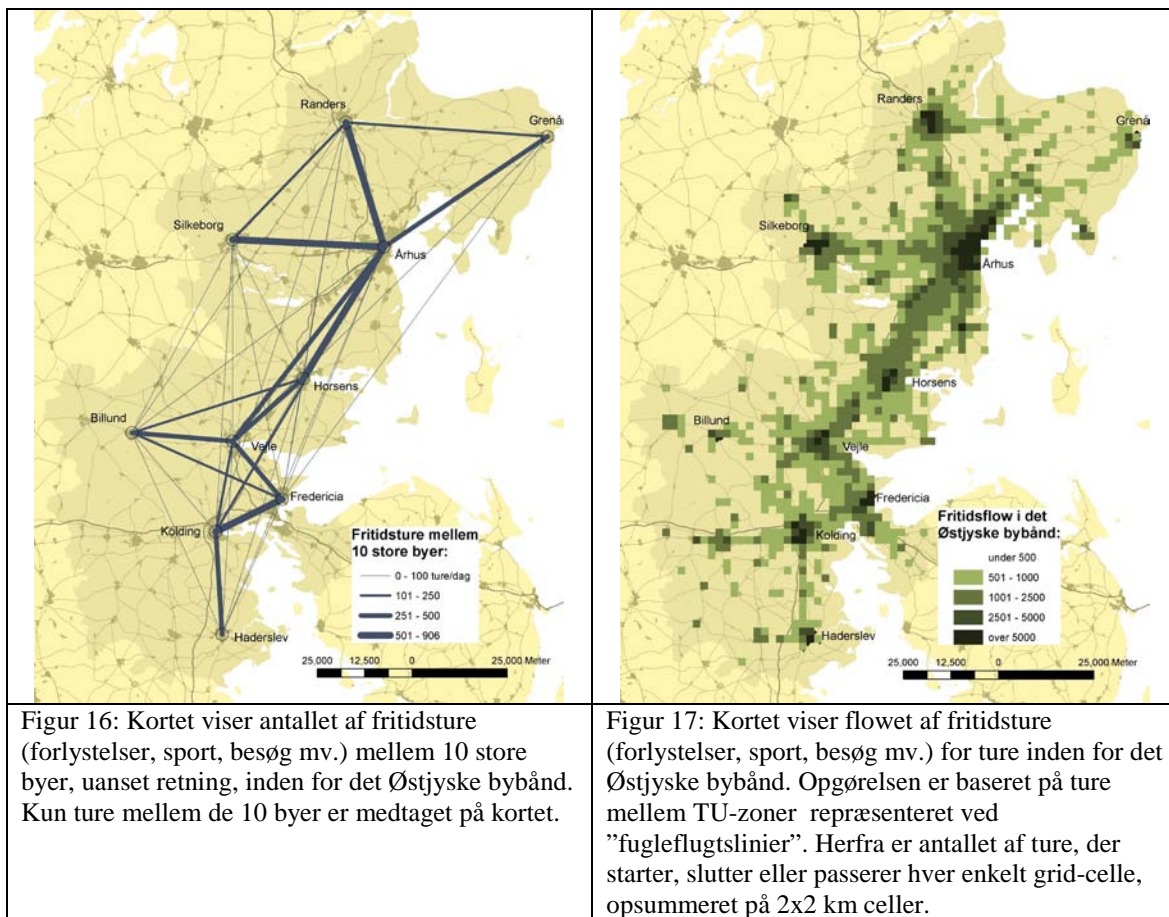 Randers
Grenå
Silkeborg
Århus
Horsens
Billund
Vejle
Fredericia
Kolding
Haderslev
Fritidsture mellem
10 store byer:
0 - 100 ture/dag
101 - 250
251 - 500
501 - 906
25,000 12,500 0 25,000 Meter
Figur 16: Kortet viser antallet af fritidsture
(forlystelser, sport, besøg mv.) mellem 10 store
byer, uanset retning, inden for det Østjyske bybånd.
Kun ture mellem de 10 byer er medtaget på kortet.
Randers
Grenå
Silkeborg
Århus
Horsens
Billund
Vejle
Fredericia
Kolding
Haderslev
Fritidsflow i det
Østjyske bybånd:
under 500
501 - 1000
1001 - 2500
2501 - 5000
over 5000
25,000 12,500 0 25,000 Meter
Figur 17: Kortet viser flowet af fritidsture
(forlystelser, sport, besøg mv.) for ture inden for det
Østjyske bybånd. Opgørelsen er baseret på ture
mellem TU-zoner repræsenteret ved
”fugleflugtslinier”. Herfra er antallet af ture, der
starter, slutter eller passerer hver enkelt grid-celle,
opsummeret på 2x2 km celler.